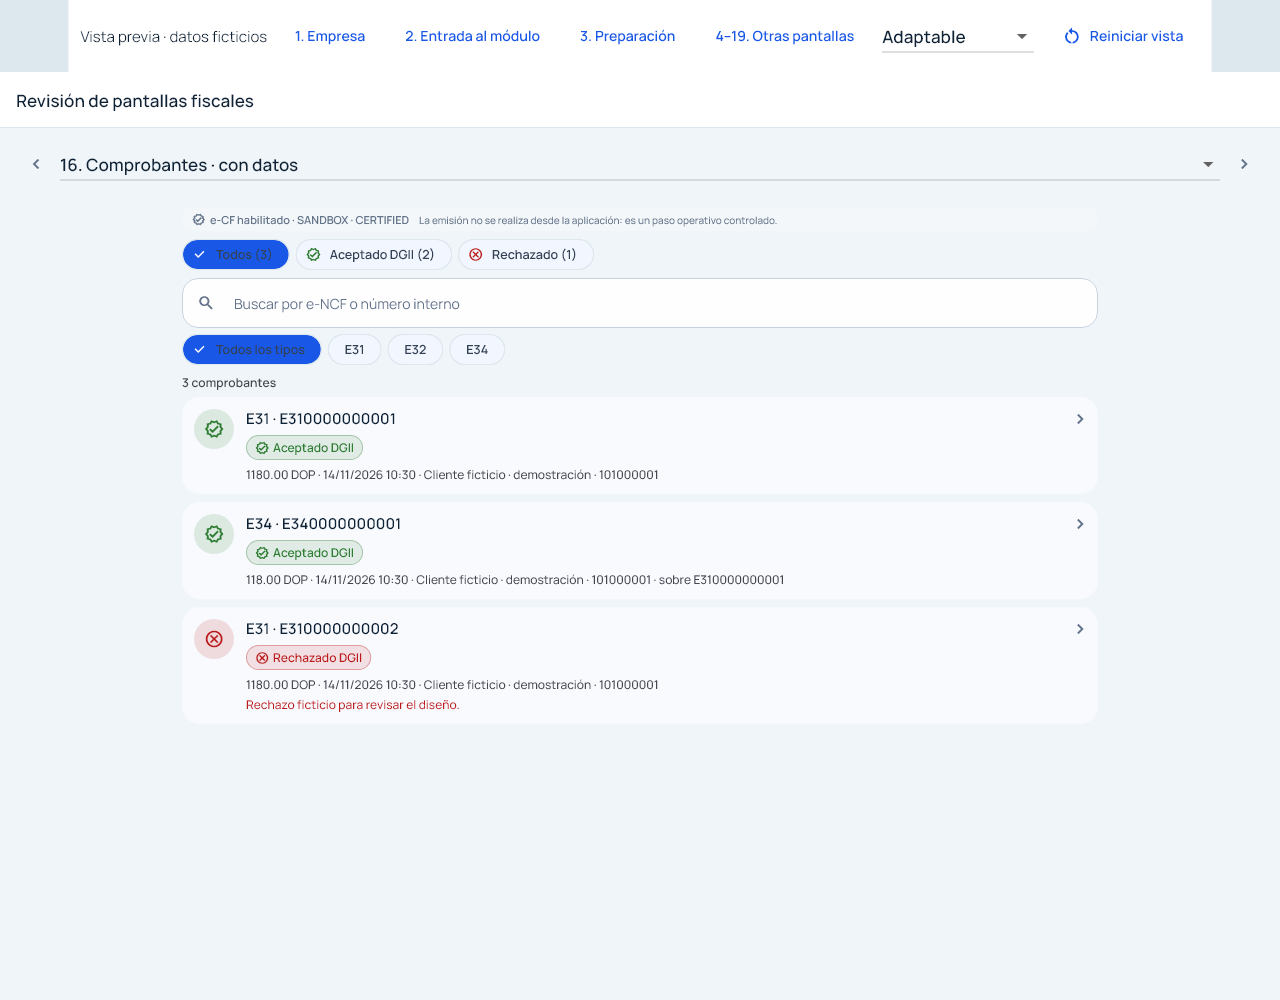 Vista previa · datos ficticios
1. Empresa
2. Entrada al módulo
3. Preparación
4–19. Otras pantallas
Adaptable
Reiniciar vista
Revisión de pantallas fiscales
16. Comprobantes · con datos
e-CF habilitado · SANDBOX · CERTIFIED La emisión no se realiza desde la aplicación: es un paso operativo controlado.
Todos (3)
Aceptado DGII (2)
Rechazado (1)
Buscar por e-NCF o número interno
Todos los tipos
E31
E32
E34
3 comprobantes
E31 · E310000000001
Aceptado DGII
1180.00 DOP · 14/11/2026 10:30 · Cliente ficticio · demostración · 101000001
E34 · E340000000001
Aceptado DGII
118.00 DOP · 14/11/2026 10:30 · Cliente ficticio · demostración · 101000001 · sobre E310000000001
E31 · E310000000002
Rechazado DGII
1180.00 DOP · 14/11/2026 10:30 · Cliente ficticio · demostración · 101000001
Rechazo ficticio para revisar el diseño.